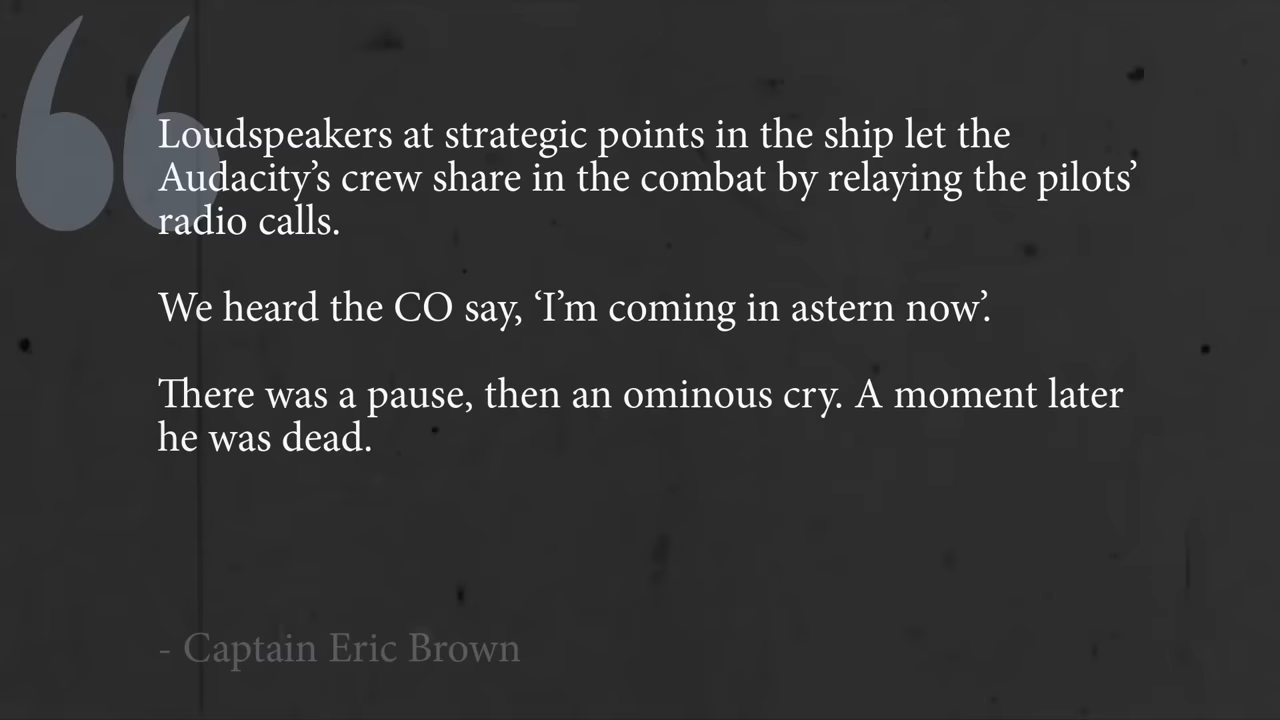 Loudspeakers at strategic points in the ship let the
Audacity’s crew share in the combat by relaying the pilots’
radio calls.
We heard the CO say, ‘I’m coming in astern now’.
There was a pause, then an ominous cry. A moment later
he was dead.
- Captain Eric Brown